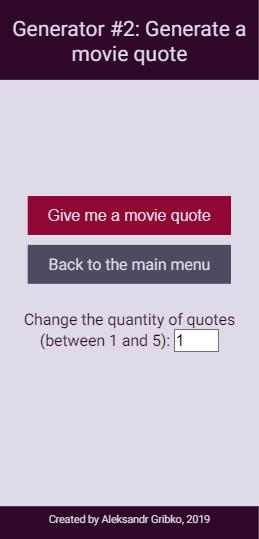 Generator #2: Generate a
movie quote
Give me a movie quote
Back to the main menu
Change the quantity of quotes
(between 1 and 5): 1
Created by Aleksandr Gribko, 2019